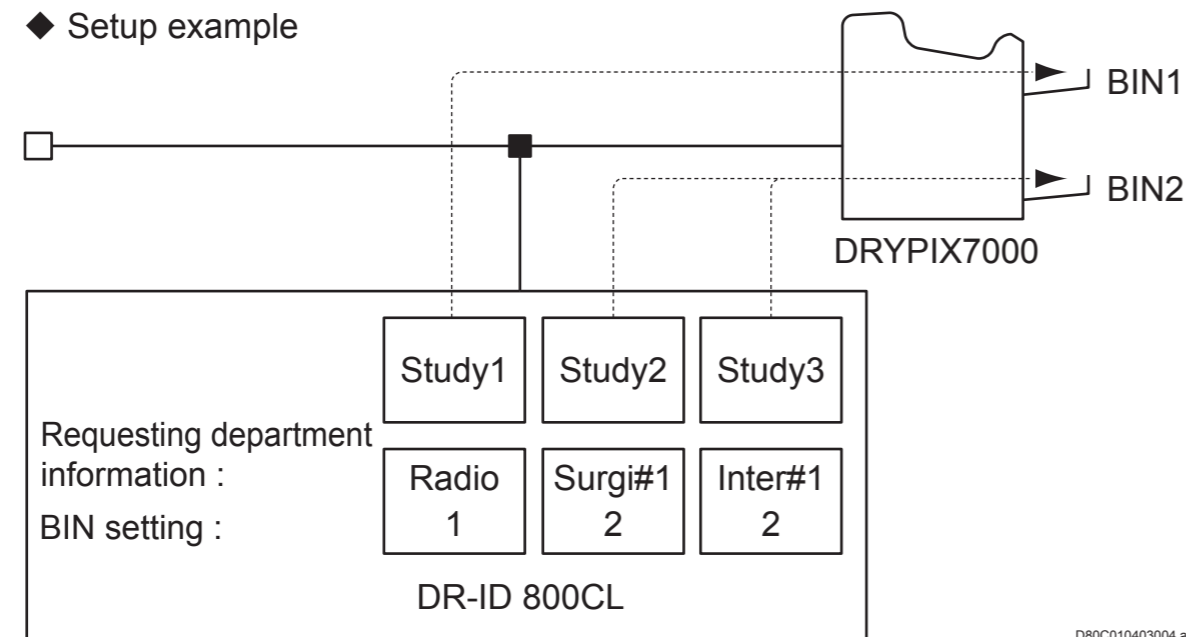 ◆ Setup example
BIN1
BIN2
DRYPIX7000
Study1 Study2 Study3
Requesting department
information :
Radio Surgi#1 Inter#1
BIN setting :
1 2 2
DR-ID 800CL